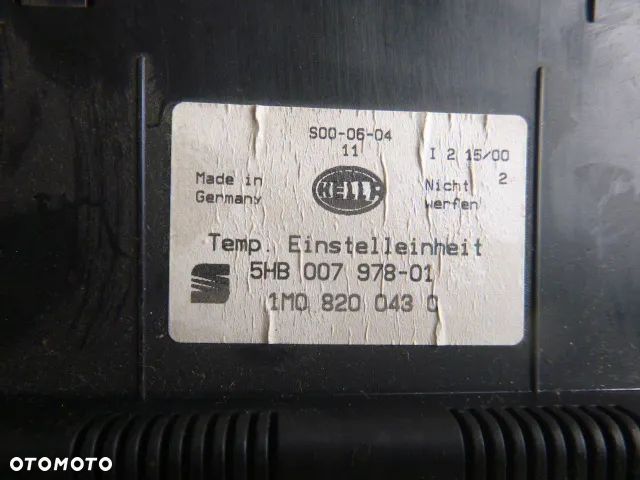 S00-06-04
11
I 2 15/00
2
Made in
Germany
HELLA
Nicht
werfen
Temp. Einstelleinheit
5HB 007 978-01
1M0 820 043 0
OTOMOTO